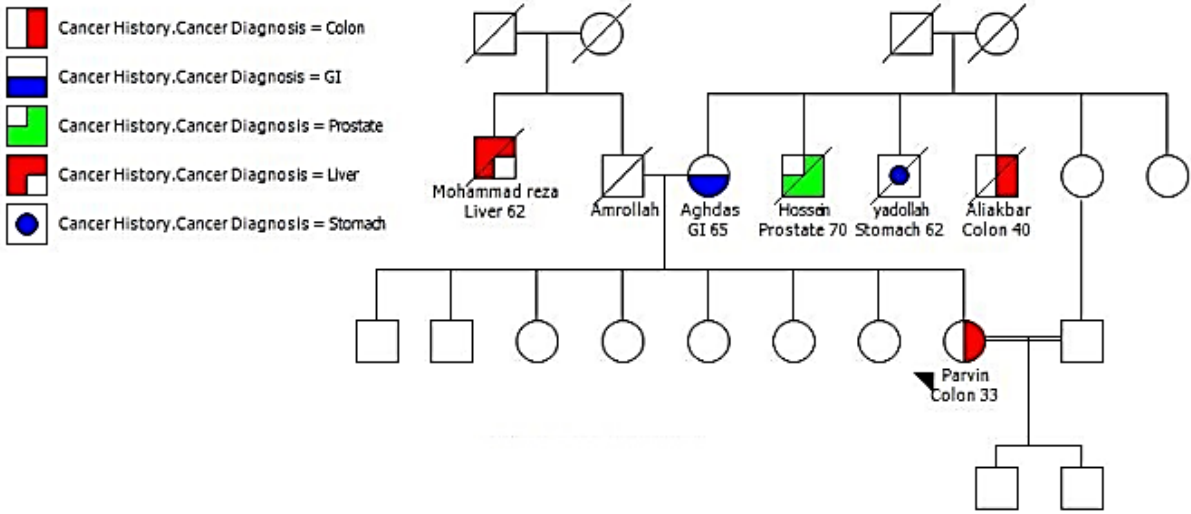 Cancer History.Cancer Diagnosis = Colon
Cancer History.Cancer Diagnosis = GI
Cancer History.Cancer Diagnosis = Prostate
Cancer History.Cancer Diagnosis = Liver
Cancer History.Cancer Diagnosis = Stomach
Mohammad reza
Liver 62
Amrollah
Aghdas
GI 65
Hossein
Prostate 70
yadollah
Stomach 62
Aliakbar
Colon 40
Parvin
Colon 33